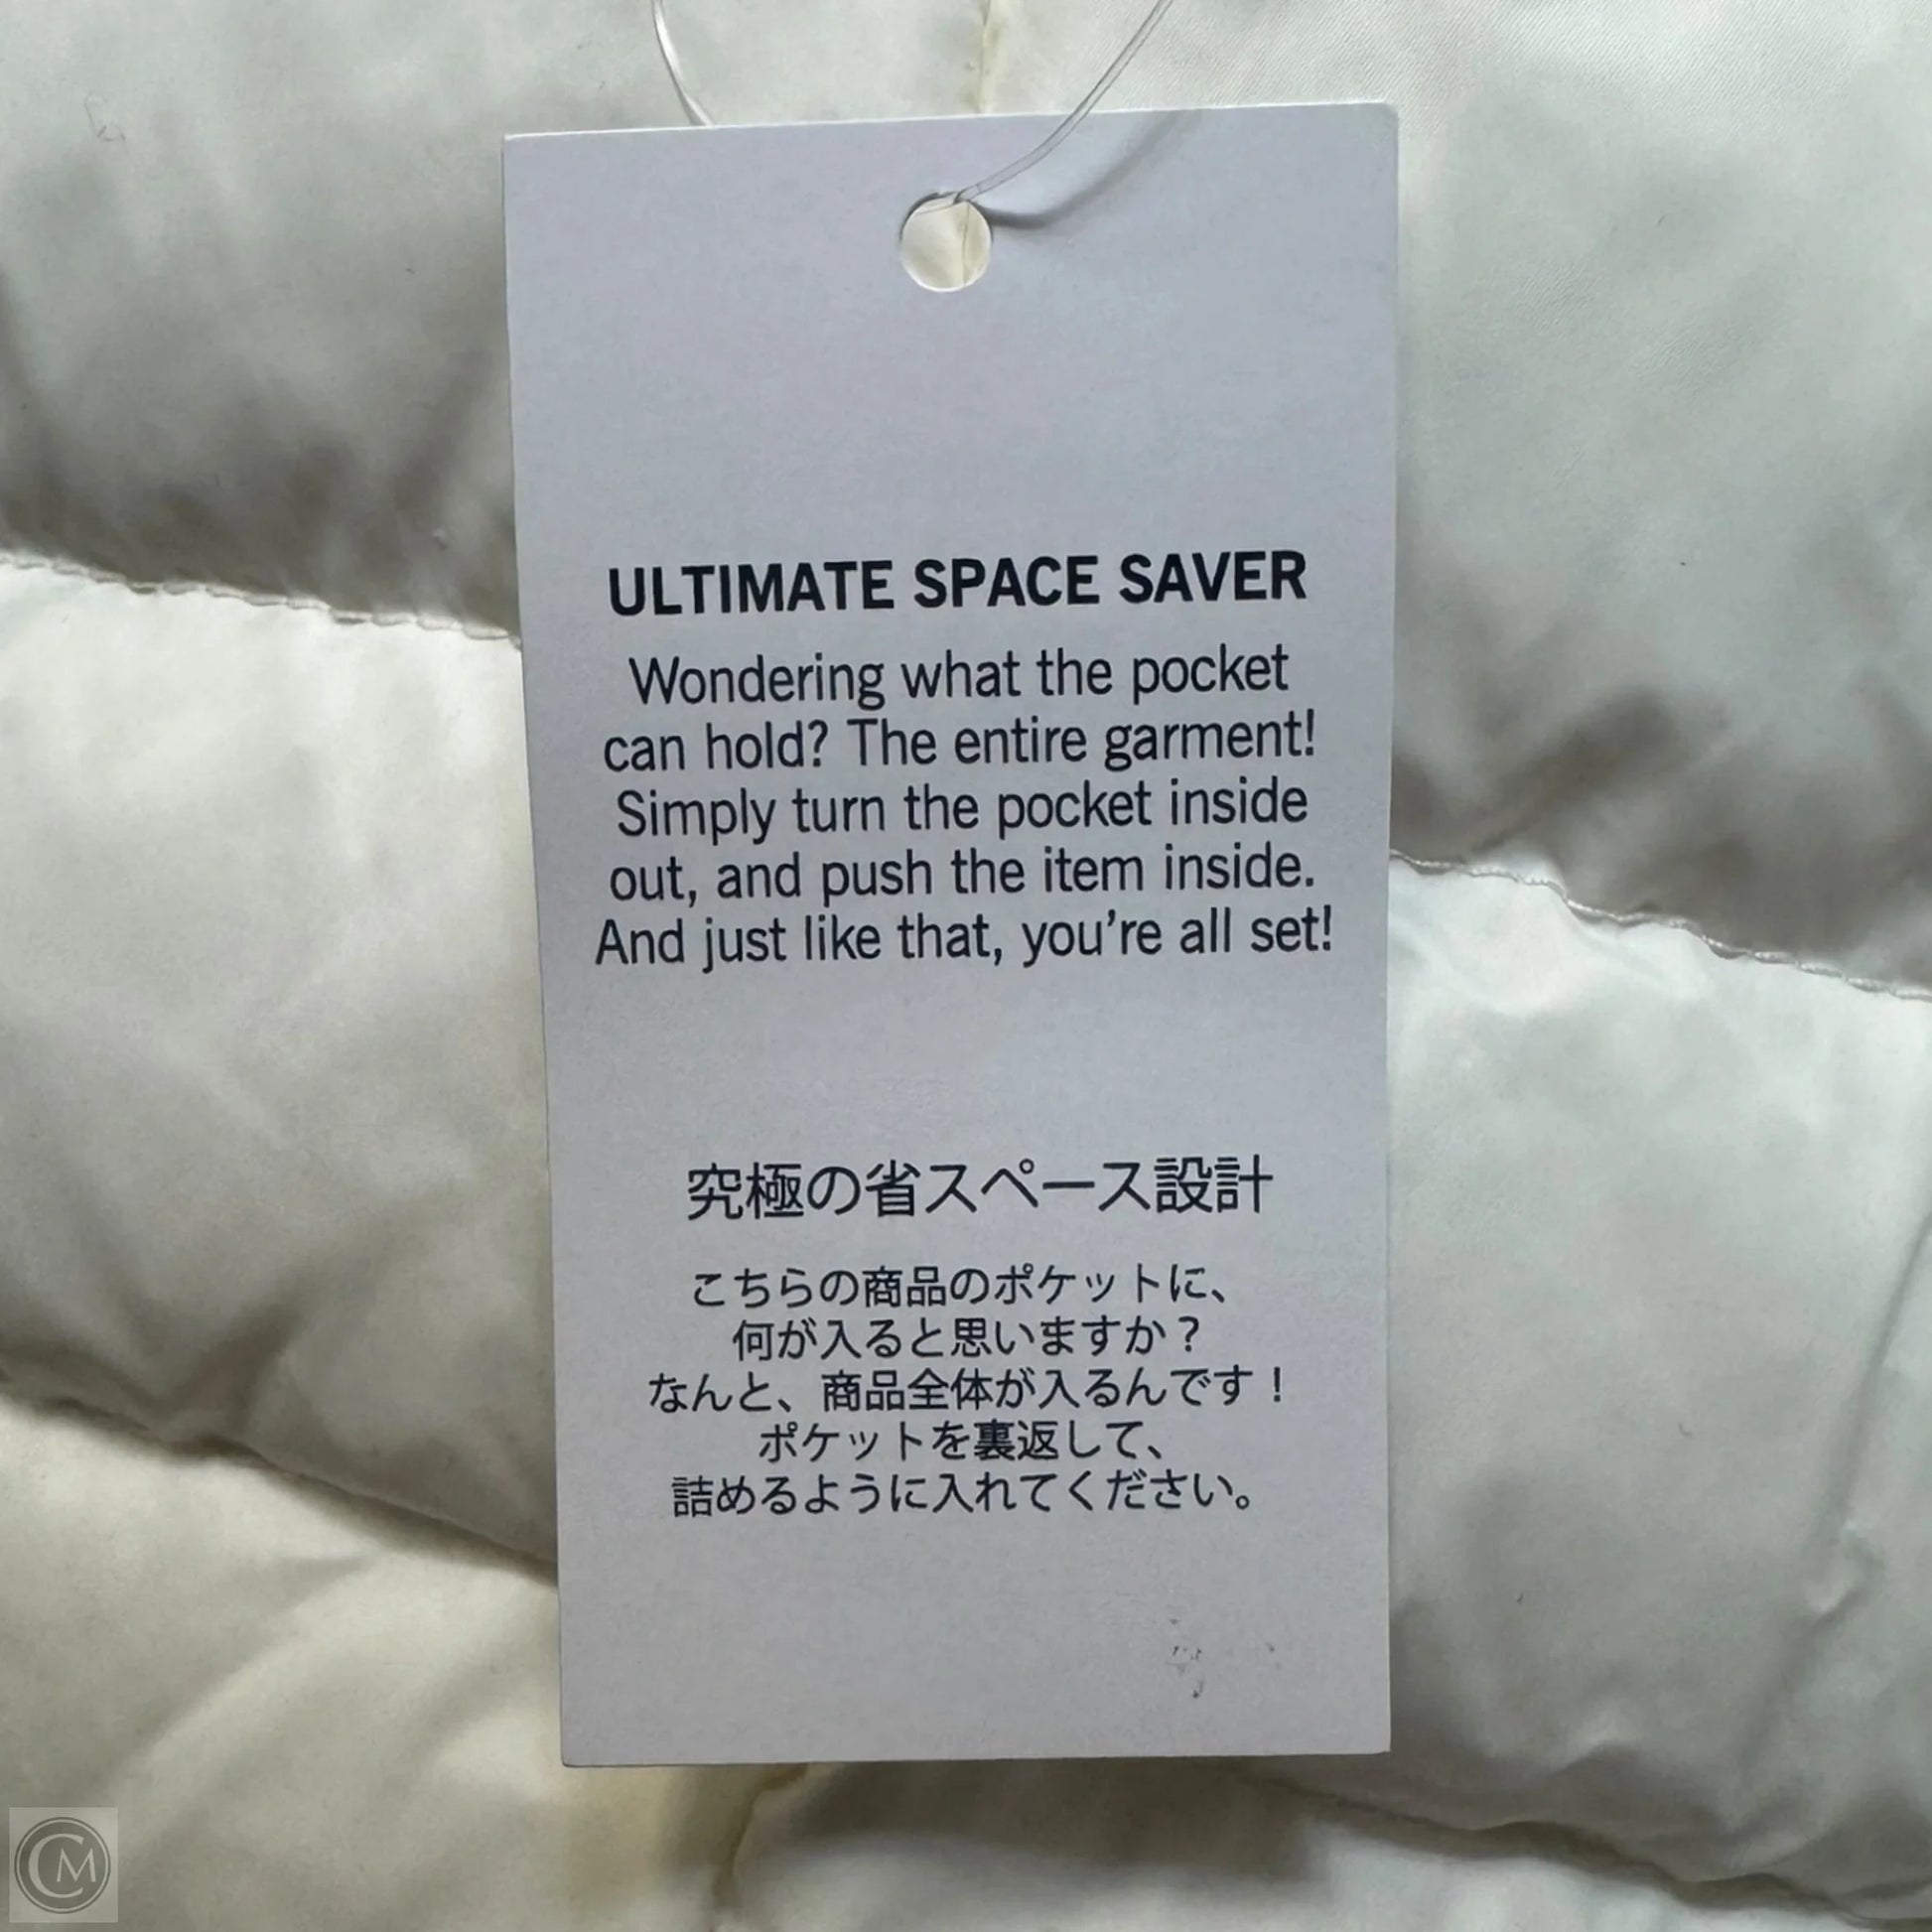 ULTIMATE SPACE SAVER
Wondering what the pocket
can hold? The entire garment!
Simply turn the pocket inside
out, and push the item inside.
And just like that, you're all set!
究極の省スペース設計
こちらの商品のポケットに、
何が入ると思いますか？
なんと、商品全体が入るんです！
ポケットを裏返して、
詰めるように入れてください。
CM